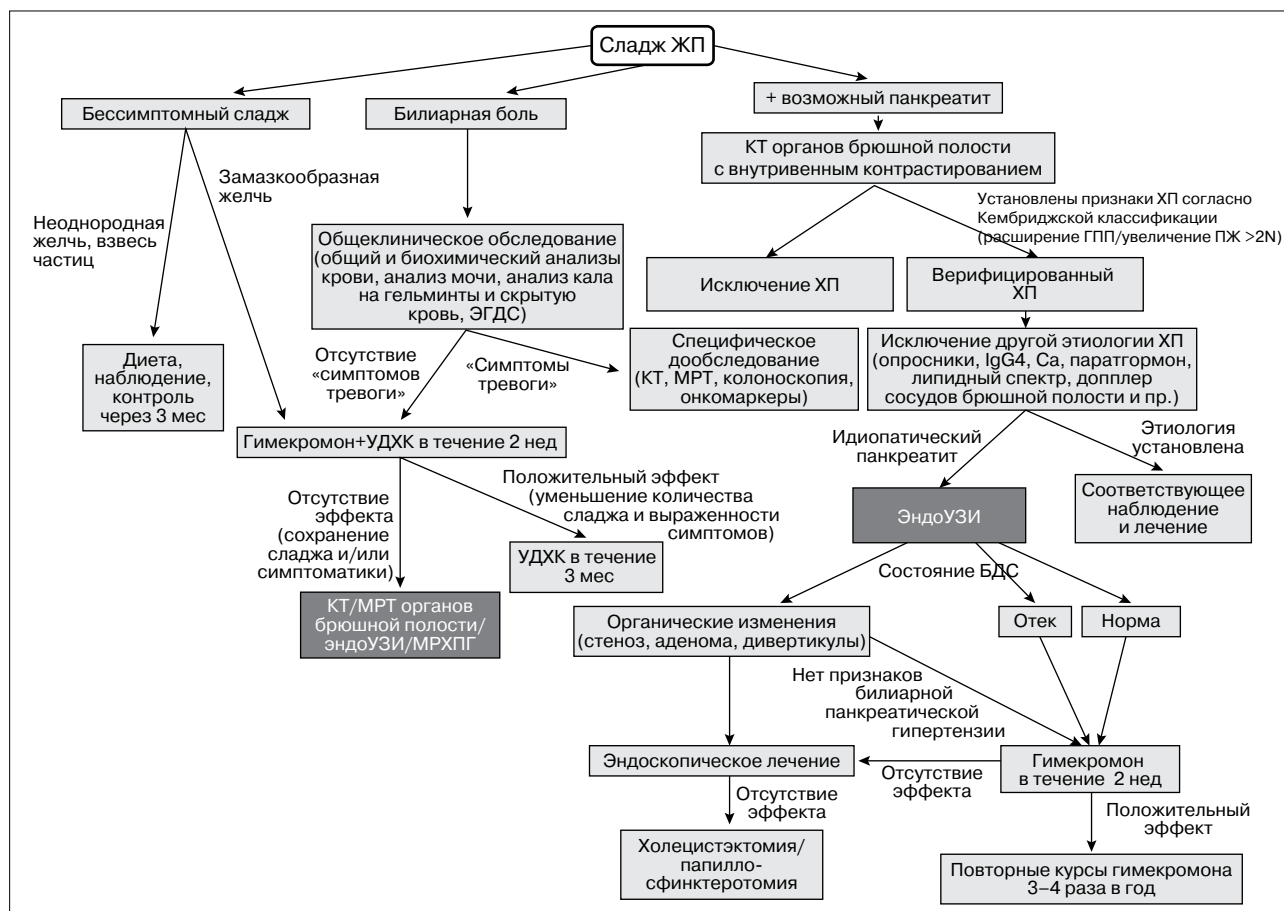 Сладж ЖП
Бессимптомный сладж
Билиарная боль
+ возможный панкреатит
КТ органов брюшной полости
с внутривенным контрастированием
Замазкообразная
желчь
Неоднородная
желчь, взвесь
частиц
Установлены признаки ХП согласно
Кембриджской классификации
(расширение ГПП/увеличение ПЖ >2N)
Общеклиническое обследование
(общий и биохимический анализы
крови, анализ мочи, анализ кала
на гельминты и скрытую
кровь, ЭГДС)
Исключение ХП
Верифицированный
ХП
Диета,
наблюдение,
контроль
через 3 мес
Отсутствие
«симптомов
тревоги»
«Симптомы
тревоги»
Специфическое
дообследование
(КТ, МРТ, колоноскопия,
онкомаркеры)
Исключение другой этиологии ХП
(опросники, IgG4, Ca, паратгормон,
липидный спектр, допплер
сосудов брюшной полости и пр.)
Гимекромон+УДХК в течение 2 нед
Идиопатический
панкреатит
Этиология
установлена
Отсутствие
эффекта
(сохранение
сладжа и/или
симптоматики)
Положительный эффект
(уменьшение количества
сладжа и выраженности
симптомов)
ЭндоУЗИ
Соответствующее
наблюдение
и лечение
УДХК в течение
3 мес
Состояние БДС
КТ/МРТ органов
брюшной полости/
эндоУЗИ/МРХПГ
Органические изменения
(стеноз, аденома, дивертикулы)
Отек
Норма
Нет признаков
билиарной
панкреатической
гипертензии
Эндоскопическое лечение
Отсутствие
эффекта
Гимекромон
в течение 2 нед
Отсутствие
эффекта
Положительный
эффект
Холецистэктомия/
папилло-
сфинктеротомия
Повторные курсы гимекромона
3–4 раза в год